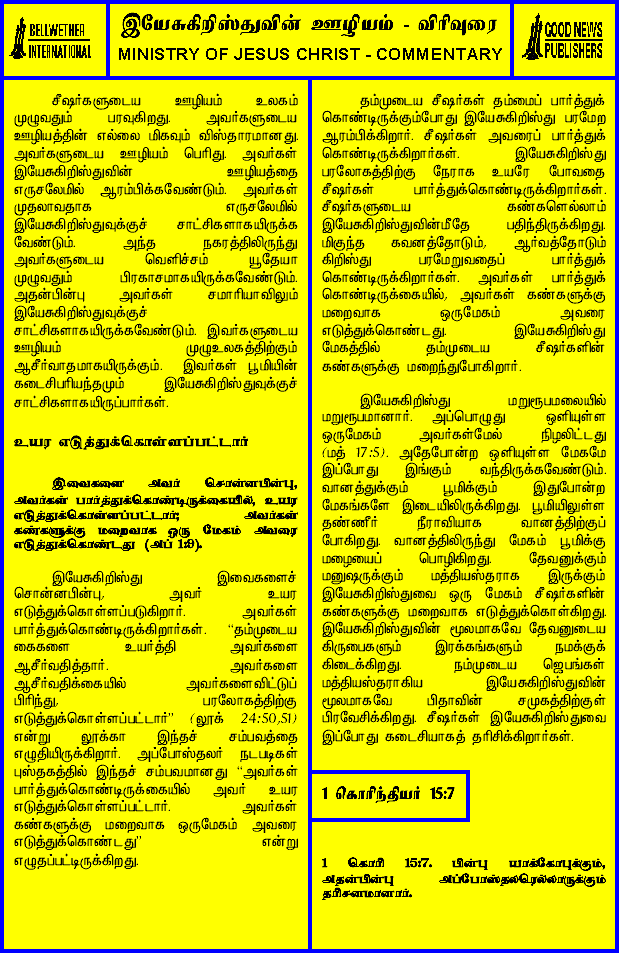 BELLWETHER
INTERNATIONAL
இயேசுகிறிஸ்துவின் ஊழியம் - விரிவுரை
MINISTRY OF JESUS CHRIST - COMMENTARY
GOOD NEWS
PUBLISHERS
சீஷர்களுடைய ஊழியம் உலகம்
முழுவதும் பரவுகிறது. அவர்களுடைய
ஊழியத்தின் எல்லை மிகவும் விஸ்தாரமானது.
அவர்களுடைய ஊழியம் பெரிது. அவர்கள்
இயேசுகிறிஸ்துவின் ஊழியத்தை
எருசலேமில் ஆரம்பிக்கவேண்டும். அவர்கள்
முதலாவதாக எருசலேமில்
இயேசுகிறிஸ்துவுக்குச் சாட்சிகளாகயிருக்க
வேண்டும். அந்த நகரத்திலிருந்து
அவர்களுடைய வெளிச்சம் யூதேயா
முழுவதும் பிரகாசமாகயிருக்கவேண்டும்.
அதன்பின்பு அவர்கள் சமாரியாவிலும்
இயேசுகிறிஸ்துவுக்குச்
சாட்சிகளாகயிருக்கவேண்டும். இவர்களுடைய
ஊழியம் முழுஉலகத்திற்கும்
ஆசீர்வாதமாகயிருக்கும். இவர்கள் பூமியின்
கடைசிபரியந்தமும் இயேசுகிறிஸ்துவுக்குச்
சாட்சிகளாகயிருப்பார்கள்.
உயர எடுத்துக்கொள்ளப்பட்டார்
இவைகளை அவர் சொன்னபின்பு,
அவர்கள் பார்த்துக்கொண்டிருக்கையில், உயர
எடுத்துக்கொள்ளப்பட்டார்; அவர்கள்
கண்களுக்கு மறைவாக ஒரு மேகம் அவரை
எடுத்துக்கொண்டது (அப் 1:9).
இயேசுகிறிஸ்து இவைகளைச்
சொன்னபின்பு, அவர் உயர
எடுத்துக்கொள்ளப்படுகிறார். அவர்கள்
பார்த்துக்கொண்டிருக்கிறார்கள். “தம்முடைய
கைகளை உயர்த்தி அவர்களை
ஆசீர்வதித்தார். அவர்களை
ஆசீர்வதிக்கையில் அவர்களைவிட்டுப்
பிரிந்து, பரலோகத்திற்கு
எடுத்துக்கொள்ளப்பட்டார்” (லூக் 24:50,51)
என்று லூக்கா இந்தச் சம்பவத்தை
எழுதியிருக்கிறார். அப்போஸ்தலர் நடபடிகள்
புஸ்தகத்தில் இந்தச் சம்பவமானது “அவர்கள்
பார்த்துக்கொண்டிருக்கையில் அவர் உயர
எடுத்துக்கொள்ளப்பட்டார். அவர்கள்
கண்களுக்கு மறைவாக ஒருமேகம் அவரை
எடுத்துக்கொண்டது” என்று
எழுதப்பட்டிருக்கிறது.
தம்முடைய சீஷர்கள் தம்மைப் பார்த்துக்
கொண்டிருக்கும்போது இயேசுகிறிஸ்து பரமேற
ஆரம்பிக்கிறார். சீஷர்கள் அவரைப் பார்த்துக்
கொண்டிருக்கிறார்கள். இயேசுகிறிஸ்து
பரலோகத்திற்கு நேராக உயரே போவதை
சீஷர்கள் பார்த்துக்கொண்டிருக்கிறார்கள்.
சீஷர்களுடைய கண்களெல்லாம்
இயேசுகிறிஸ்துவின்மீதே பதிந்திருக்கிறது.
மிகுந்த கவனத்தோடும், ஆர்வத்தோடும்
கிறிஸ்து பரமேறுவதைப் பார்த்துக்
கொண்டிருக்கிறார்கள். அவர்கள் பார்த்துக்
கொண்டிருக்கையில், அவர்கள் கண்களுக்கு
மறைவாக ஒருமேகம் அவரை
எடுத்துக்கொண்டது. இயேசுகிறிஸ்து
மேகத்தில் தம்முடைய சீஷர்களின்
கண்களுக்கு மறைந்துபோகிறார்.
இயேசுகிறிஸ்து மறுரூபமலையில்
மறுரூபமானார். அப்பொழுது ஒளியுள்ள
ஒருமேகம் அவர்கள்மேல் நிழலிட்டது
(மத் 17:5). அதேபோன்ற ஒளியுள்ள மேகமே
இப்போது இங்கும் வந்திருக்கவேண்டும்.
வானத்துக்கும் பூமிக்கும் இதுபோன்ற
மேகங்களே இடையிலிருக்கிறது. பூமியிலுள்ள
தண்ணீர் நீராவியாக வானத்திற்குப்
போகிறது. வானத்திலிருந்து மேகம் பூமிக்கு
மழையைப் பொழிகிறது. தேவனுக்கும்
மனுஷருக்கும் மத்தியஸ்தராக இருக்கும்
இயேசுகிறிஸ்துவை ஒரு மேகம் சீஷர்களின்
கண்களுக்கு மறைவாக எடுத்துக்கொள்கிறது.
இயேசுகிறிஸ்துவின் மூலமாகவே தேவனுடைய
கிருபைகளும் இரக்கங்களும் நமக்குக்
கிடைக்கிறது. நம்முடைய ஜெபங்கள்
மத்தியஸ்தராகிய இயேசுகிறிஸ்துவின்
மூலமாகவே பிதாவின் சமுகத்திற்குள்
பிரவேசிக்கிறது. சீஷர்கள் இயேசுகிறிஸ்துவை
இப்போது கடைசியாகத் தரிசிக்கிறார்கள்.
1 கொரிந்தியர் 15:7
1 கொரி 15:7. பின்பு யாக்கோபுக்கும்,
அதன்பின்பு அப்போஸ்தலரெல்லாருக்கும்
தரிசனமானார்.